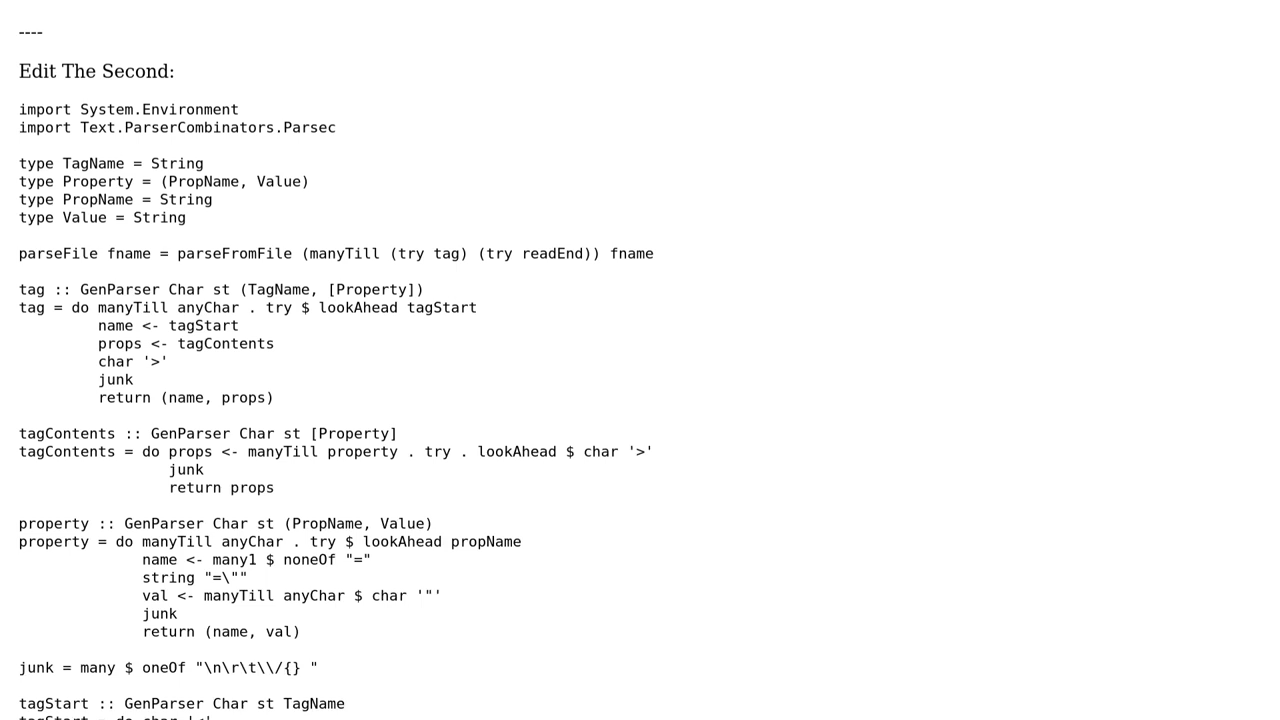 ----
Edit The Second:
import System.Environment
import Text.ParserCombinators.Parsec
type TagName = String
type Property = (PropName, Value)
type PropName = String
type Value = String
parseFile fname = parseFromFile (manyTill (try tag) (try readEnd)) fname
tag :: GenParser Char st (TagName, [Property])
tag = do manyTill anyChar . try $ lookAhead tagStart
         name <- tagStart
         props <- tagContents
         char '>'
         junk
         return (name, props)
tagContents :: GenParser Char st [Property]
tagContents = do props <- manyTill property . try . lookAhead $ char '>'
                 junk
                 return props
property :: GenParser Char st (PropName, Value)
property = do manyTill anyChar . try $ lookAhead propName
              name <- many1 $ noneOf "="
              string "=\""
              val <- manyTill anyChar $ char '"'
              junk
              return (name, val)
junk = many $ oneOf "\n\r\t\\/{} "
tagStart :: GenParser Char st TagName
tagStart = do char '<'